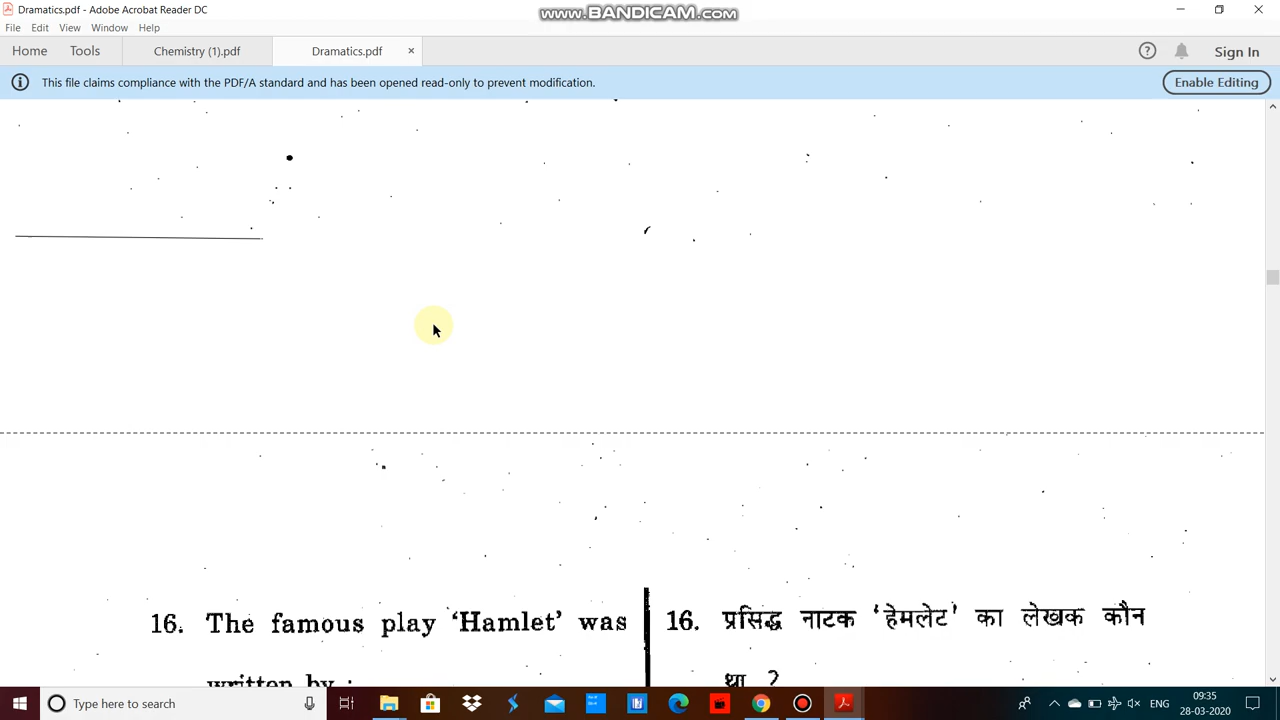 Dramatics.pdf - Adobe Acrobat Reader DC
www.BANDICAM.com
File Edit View Window Help
Home Tools Chemistry (1).pdf Dramatics.pdf × Sign In
This file claims compliance with the PDF/A standard and has been opened read-only to prevent modification. Enable Editing
16. The famous play ‘Hamlet’ was
written by :
16. प्रसिद्ध नाटक ‘हेमलेट’ का लेखक कौन
था ?
Type here to search
ENG
09:35
28-03-2020